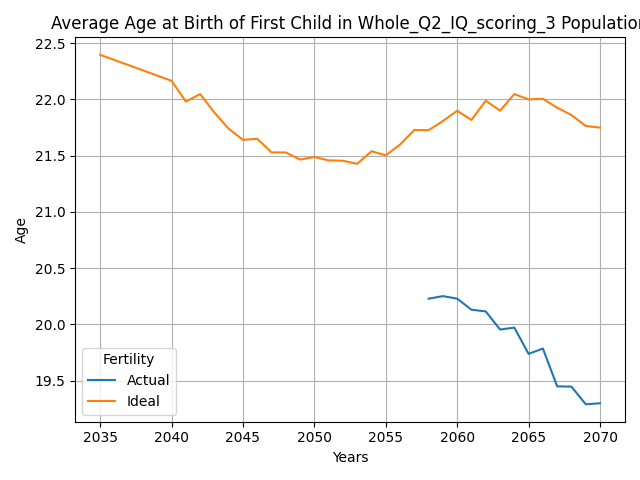 Average Age at Birth of First Child in Whole_Q2_IQ_scoring_3 Population
22.5
22.0
21.5
21.0
20.5
20.0
19.5
Age
Fertility
Actual
Ideal
2035 2040 2045 2050 2055 2060 2065 2070
Years